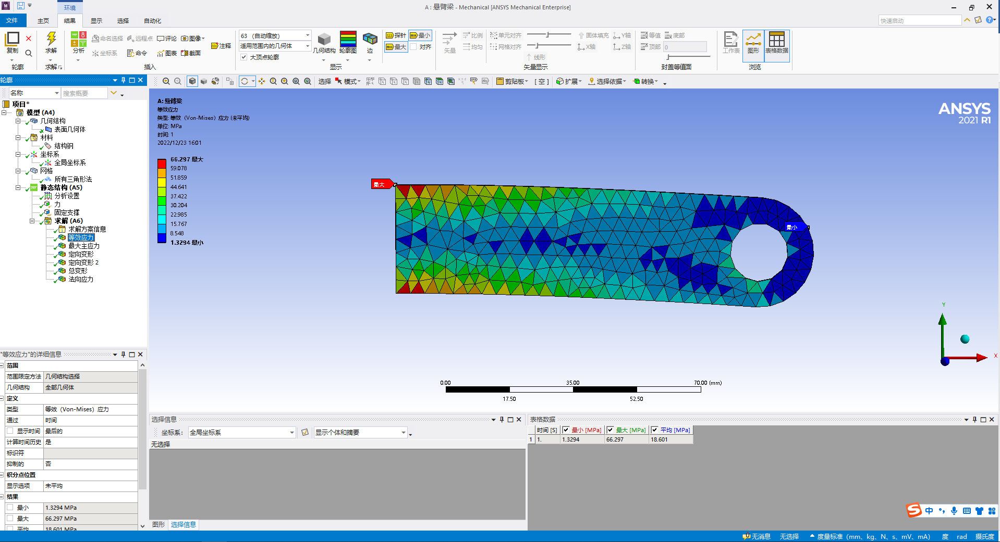 环境
A : 悬臂梁 - Mechanical [ANSYS Mechanical Enterprise]
文件 主页 结果 显示 选择 自动化
快速启动
复制 求解 分析
命名选择 远程点 评论 图像
坐标系 命令 图表 截面
注释
63 （自动缩放）
适用范围内的几何体
大顶点轮廓
几何结构 轮廓图 边
探针 最小
最大 对齐
矢量 比例 均匀
单元对齐
网格对齐
线形
固体填充 Y轴
X轴 Z轴
等值 底部
顶部 0
工作表 图形 表格数据
轮廓 求解 插入 显示 矢量显示 封盖等值面 浏览
轮廓
选择 模式 剪贴板 [ 空 ] 扩展 选择依据 转换
名称 搜索概要
项目*
模型 (A4)
几何结构
表面几何体
材料
结构钢
坐标系
全局坐标系
网格
所有三角形法
静态结构 (A5)
分析设置
力
固定支撑
求解 (A6)
求解方案信息
等效应力
最大主应力
定向变形
定向变形 2
总变形
法向应力
A: 悬臂梁
等效应力
类型: 等效（Von-Mises）应力 (未平均)
单位: MPa
时间: 1
2022/12/23 16:01
66.297 最大
59.078
51.859
44.641
37.422
30.204
22.985
15.767
8.548
1.3294 最小
ANSYS
2021 R1
最大
最小
Y
X
0.00 35.00 70.00 (mm)
17.50 52.50
"等效应力"的详细信息
范围
范围限定方法 几何结构选择
几何结构 全部几何体
定义
类型 等效（Von-Mises）应力
通过 时间
显示时间 最后的
计算时间历史 是
标识符
抑制的 否
积分点位置
显示选项 未平均
结果
最小 1.3294 MPa
最大 66.297 MPa
平均 18.601 MPa
选择信息
坐标系: 全局坐标系 显示个体和摘要
无选择
图形 选择信息
表格数据
时间 [S] 最小 [MPa] 最大 [MPa] 平均 [MPa]
1 1. 1.3294 66.297 18.601
S 中
无消息 无选择 度量标准（mm、kg、N、s、mV、mA） 度 rad 摄氏度